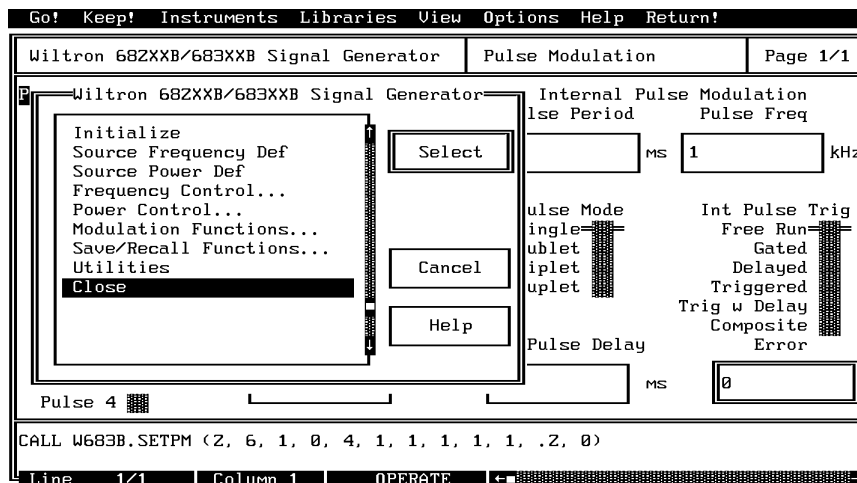 Go! Keep! Instruments Libraries View Options Help Return!
Wiltron 682XXB/683XXB Signal Generator Pulse Modulation Page 1/1
P Wiltron 682XXB/683XXB Signal Generator Internal Pulse Modulation
lse Period Pulse Freq
Initialize
Source Frequency Def Select ms 1 kHz
Source Power Def
Frequency Control...
Power Control... ulse Mode Int Pulse Trig
Modulation Functions... ingle Free Run
Save/Recall Functions... ublet Gated
Utilities Cancel iplet Delayed
Close uplet Triggered
Trig w Delay
Help Composite
Pulse Delay Error
ms 0
Pulse 4
CALL W683B.SETPM (2, 6, 1, 0, 4, 1, 1, 1, 1, 1, .2, 0)
Line 1/1 Column 1 OPERATE